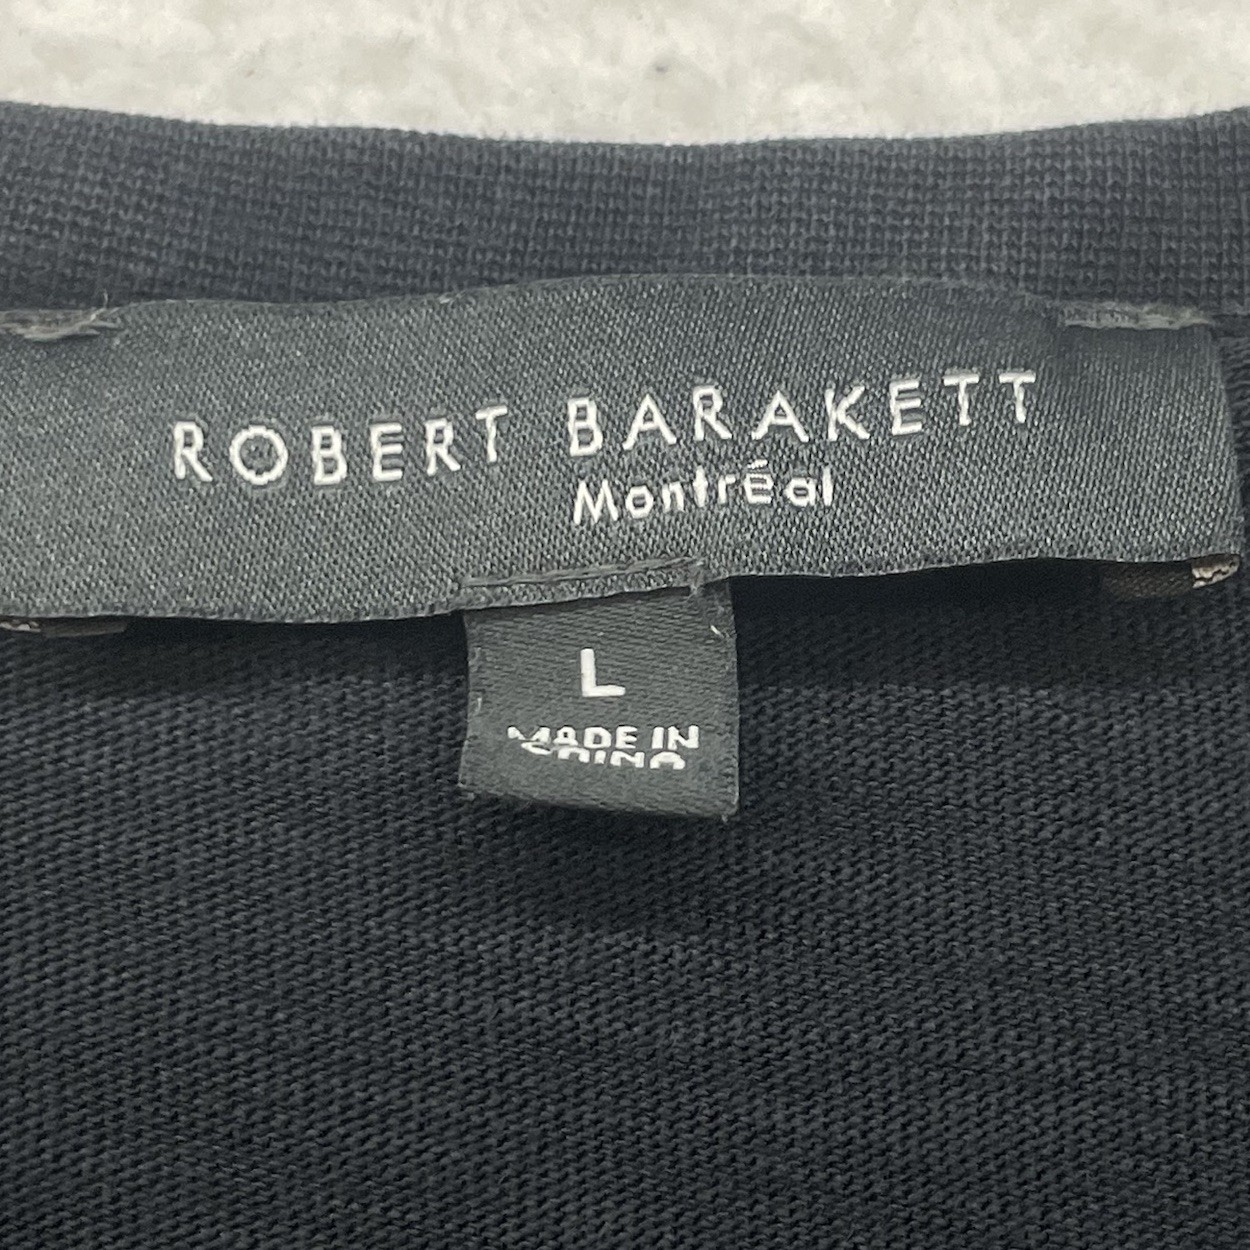 ROBERT BARAKETT
Montréal
L
MADE IN
CHINA